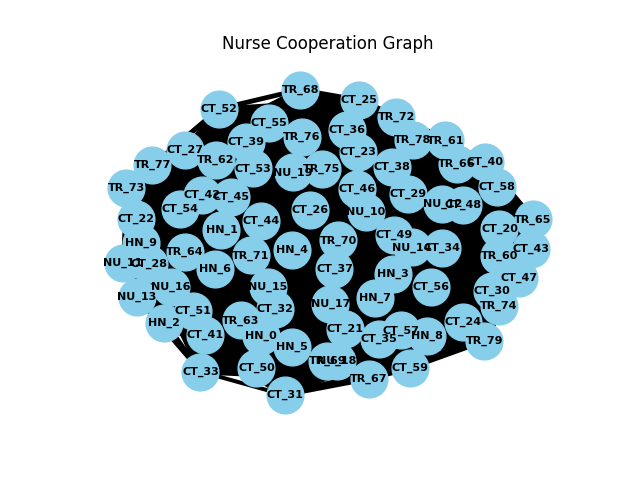 Nurse Cooperation Graph
TR_68
CT_25
CT_52
TR_72
CT_55
CT_36
TR_76
TR_78
TR_61
CT_39
CT_27
CT_23
TR_62
CT_40
TR_66
TR_77
CT_38
CT_53
TR_75
NU_19
CT_58
TR_73
CT_46
CT_29
CT_42
CT_45
NU_12
CT_48
CT_54
CT_26
NU_10
CT_22
TR_65
CT_44
CT_20
HN_1
CT_49
TR_70
HN_9
NU_14
CT_34
CT_43
HN_4
TR_64
TR_71
TR_60
NU_11
CT_28
HN_6
CT_37
HN_3
CT_47
NU_16
NU_15
CT_56
CT_30
NU_13
HN_7
NU_17
TR_74
CT_32
CT_51
TR_63
HN_2
CT_24
CT_21
CT_57
CT_41
HN_0
HN_8
CT_35
TR_79
HN_5
TR_69
NU_18
CT_50
CT_59
CT_33
TR_67
CT_31